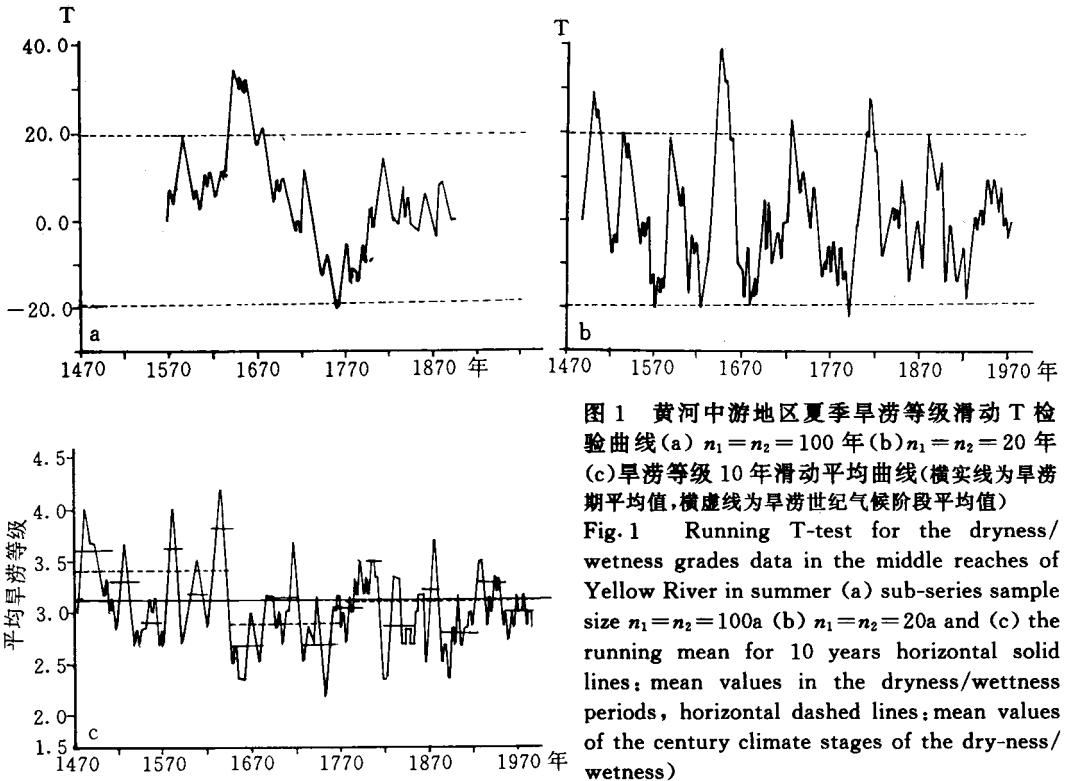 T
40.0
20.0
0.0
−20.0
a
1470 1570 1670 1770 1870 年
T
b
1470 1570 1670 1770 1870 1970 年
平均旱涝等级
4.5
4.0
3.5
3.0
2.5
2.0
1.5
c
1470 1570 1670 1770 1870 1970 年
图 1 黄河中游地区夏季旱涝等级滑动 T 检
验曲线(a) n₁=n₂=100 年(b)n₁=n₂=20 年
(c)旱涝等级 10 年滑动平均曲线(横实线为旱涝
期平均值,横虚线为旱涝世纪气候阶段平均值)
Fig. 1 Running T-test for the dryness/
wetness grades data in the middle reaches of
Yellow River in summer (a) sub-series sample
size n₁=n₂=100a (b) n₁=n₂=20a and (c) the
running mean for 10 years horizontal solid
lines: mean values in the dryness/wettness
periods, horizontal dashed lines:mean values
of the century climate stages of the dry-ness/
wetness)